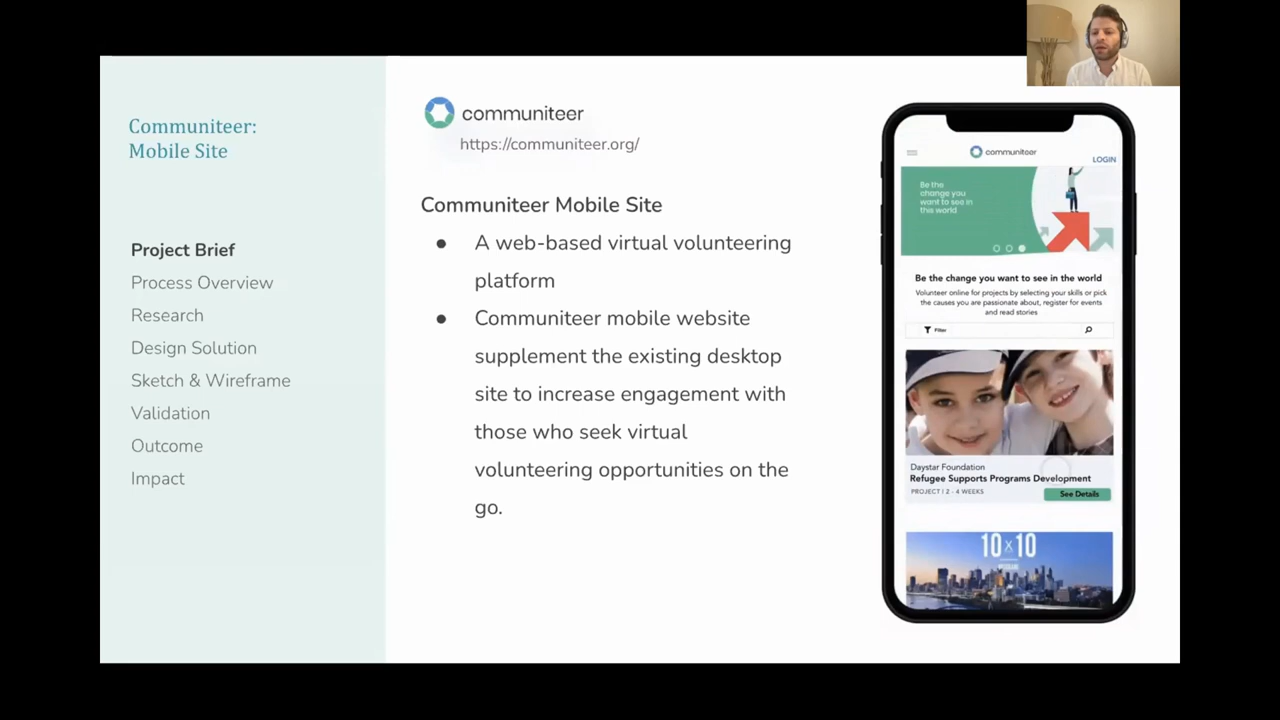 Communiteer:
Mobile Site
Project Brief
Process Overview
Research
Design Solution
Sketch & Wireframe
Validation
Outcome
Impact
communiteer
https://communiteer.org/
Communiteer Mobile Site
● A web-based virtual volunteering
platform
● Communiteer mobile website
supplement the existing desktop
site to increase engagement with
those who seek virtual
volunteering opportunities on the
go.
communiteer
LOGIN
Be the
change you
want to see in
this world
Be the change you want to see in the world
Volunteer online for projects by selecting your skills or pick
the causes you are passionate about, register for events
and read stories
Filter
Daystar Foundation
Refugee Supports Programs Development
PROJECT | 2 - 4 WEEKS
See Details
10 x 10